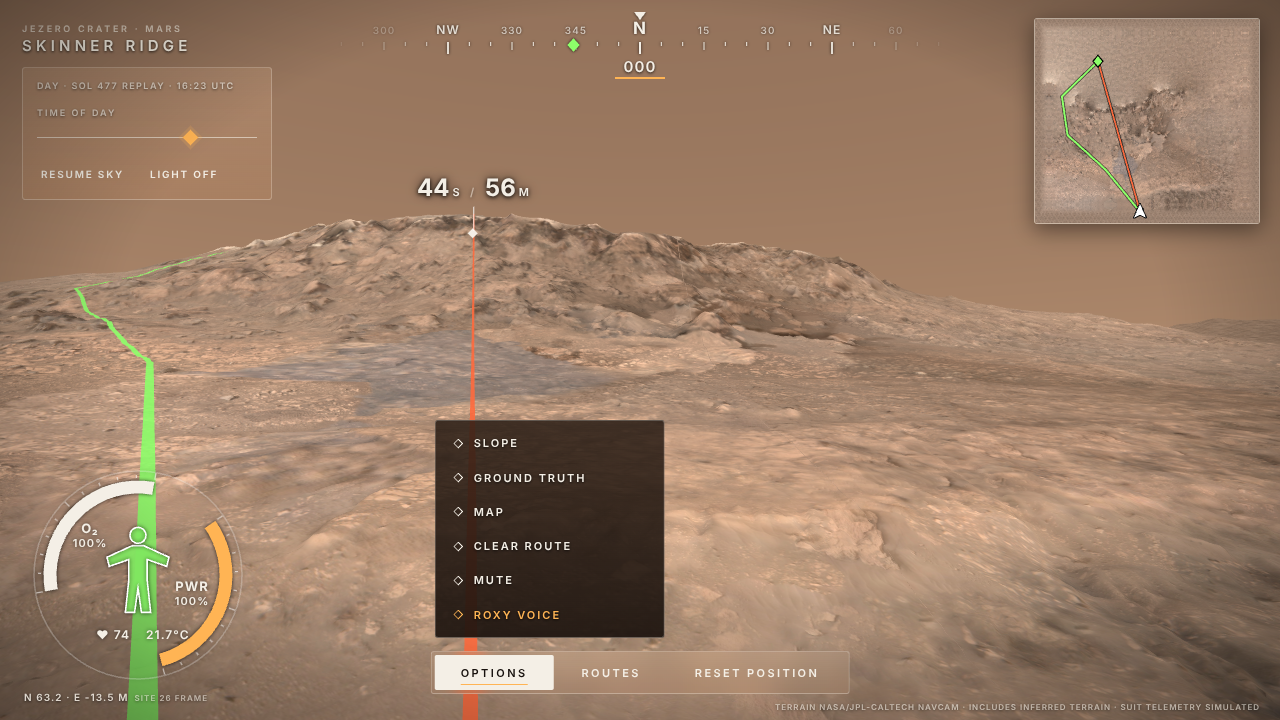 JEZERO CRATER · MARS
SKINNER RIDGE
300 NW 330 345 N 15 30 NE 60
000
DAY · SOL 477 REPLAY · 16:23 UTC
TIME OF DAY
RESUME SKY LIGHT OFF
44 S / 56 M
SLOPE
GROUND TRUTH
MAP
CLEAR ROUTE
MUTE
ROXY VOICE
O₂
100%
PWR
100%
74 21.7°C
OPTIONS ROUTES RESET POSITION
N 63.2 · E -13.5 M SITE 26 FRAME
TERRAIN NASA/JPL-CALTECH NAVCAM · INCLUDES INFERRED TERRAIN · SUIT TELEMETRY SIMULATED